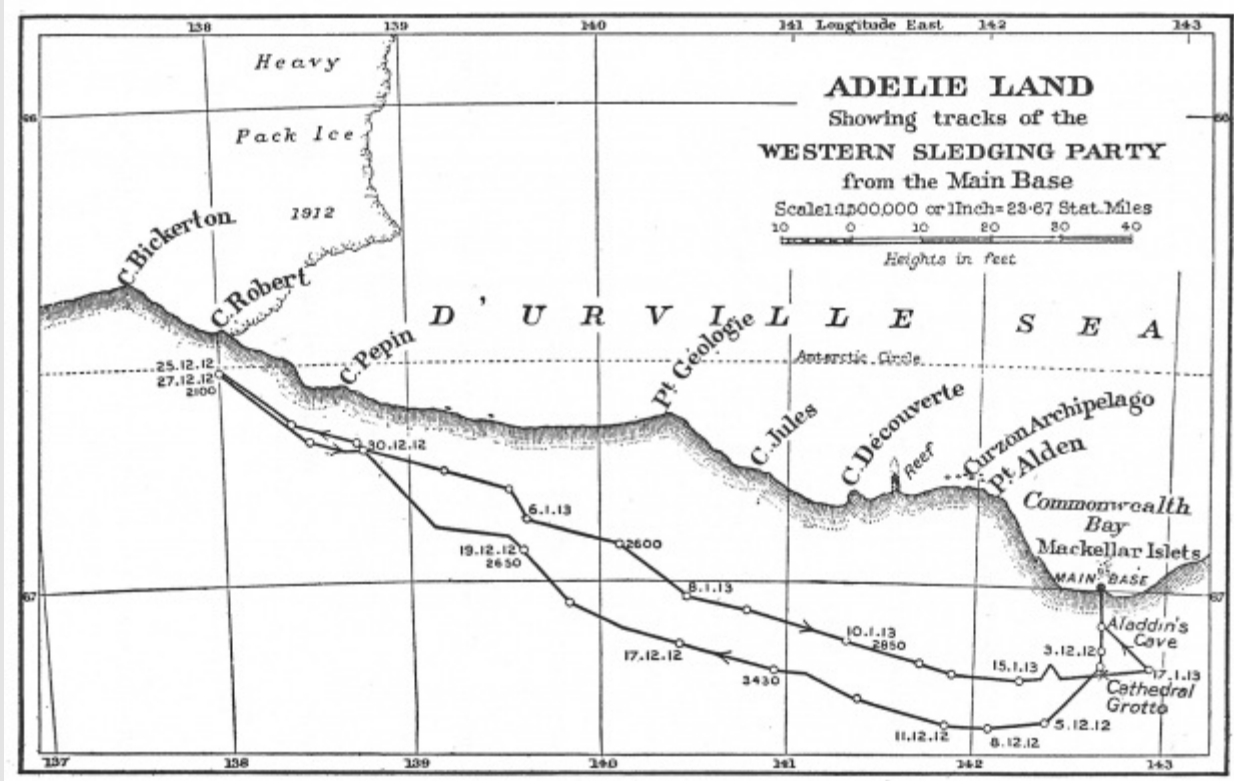 138
139
140
141 Longitude East 142
143
Heavy
Pack Ice
1912
66
66
ADELIE LAND
Showing tracks of the
WESTERN SLEDGING PARTY
from the Main Base
Scale1:1,500,000 or 1Inch=23·67 Stat.Miles
10 0 10 20 30 40
Heights in feet
C.Bickerton
C.Robert
D'URVILLE SEA
Antarctic Circle
C.Pepin
Pt Géologie
C.Jules
C.Découverte
Reef
Curzon Archipelago
Pt Alden
Commonwealth
Bay
Mackellar Islets
MAIN BASE
25.12.12
27.12.12
2100
30.12.12
6.1.13
19.12.12
2650
2600
8.1.13
67
67
10.1.13
2850
17.12.12
3430
Aladdin's
Cave
3.12.12
15.1.13
17.1.13
Cathedral
Grotto
11.12.12
8.12.12
5.12.12
137
138
139
140
141
142
143